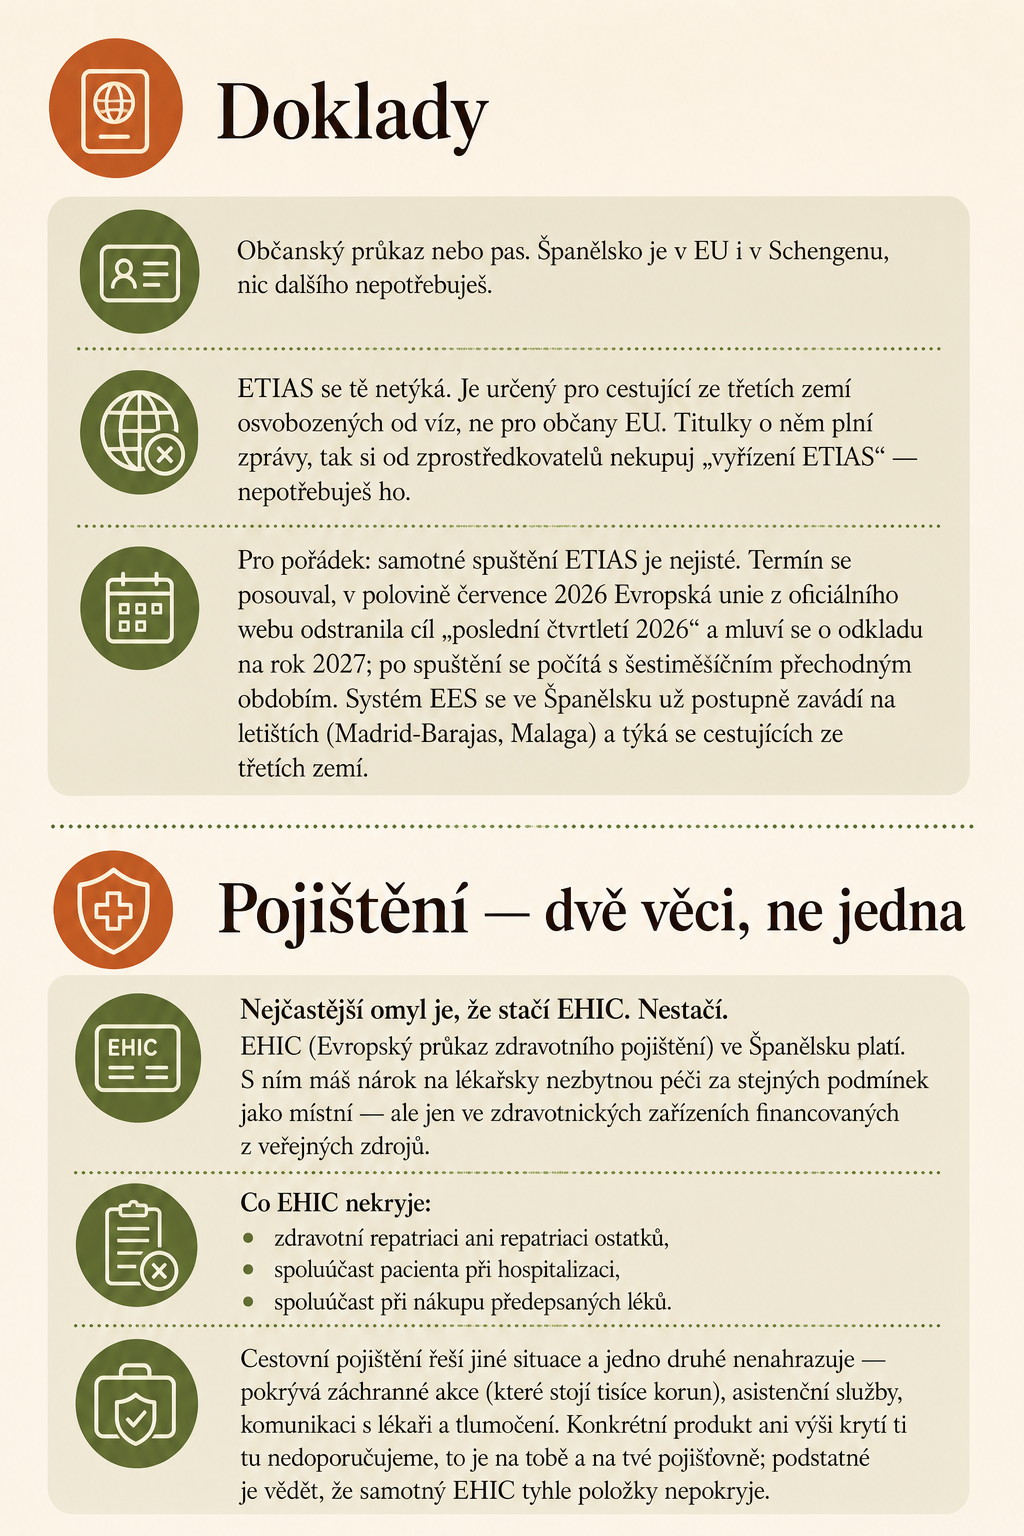 Doklady
Občanský průkaz nebo pas. Španělsko je v EU i v Schengenu,
nic dalšího nepotřebuješ.
ETIAS se tě netýká. Je určený pro cestující ze třetích zemí
osvobozených od víz, ne pro občany EU. Titulky o něm plní
zprávy, tak si od zprostředkovatelů nekupuj „vyřízení ETIAS“ —
nepotřebuješ ho.
Pro pořádek: samotné spuštění ETIAS je nejisté. Termín se
posouval, v polovině července 2026 Evropská unie z oficiálního
webu odstranila cíl „poslední čtvrtletí 2026“ a mluví se o odkladu
na rok 2027; po spuštění se počítá s šestiměšíčním přechodným
obdobím. Systém EES se ve Španělsku už postupně zavádí na
letištích (Madrid-Barajas, Malaga) a týká se cestujících ze
třetích zemí.
Pojištění — dvě věci, ne jedna
Nejčastější omyl je, že stačí EHIC. Nestačí.
EHIC
EHIC (Evropský průkaz zdravotního pojištění) ve Španělsku platí.
S ním máš nárok na lékařsky nezbytnou péči za stejných podmínek
jako místní — ale jen ve zdravotnických zařízeních financovaných
z veřejných zdrojů.
Co EHIC nekryje:
• zdravotní repatriaci ani repatriaci ostatků,
• spoluúčast pacienta při hospitalizaci,
• spoluúčast při nákupu předepsaných léků.
Cestovní pojištění řeší jiné situace a jedno druhé nenahrazuje —
pokrývá záchranné akce (které stojí tisíce korun), asistenční služby,
komunikaci s lékaři a tlumočení. Konkrétní produkt ani výši krytí ti
tu nedoporučujeme, to je na tobě a na tvé pojišťovně; podstatné
je vědět, že samotný EHIC tyhle položky nepokryje.